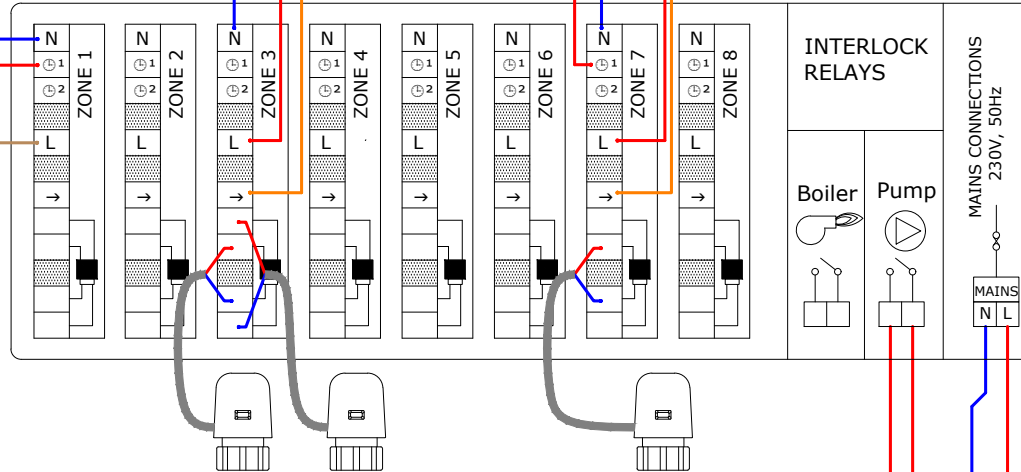 N
1
2
L
→
ZONE 1
N
1
2
L
→
ZONE 2
N
1
2
L
→
ZONE 3
N
1
2
L
→
ZONE 4
N
1
2
L
→
ZONE 5
N
1
2
L
→
ZONE 6
N
1
2
L
→
ZONE 7
N
1
2
L
→
ZONE 8
INTERLOCK
RELAYS
Boiler
Pump
MAINS CONNECTIONS
230V, 50Hz
MAINS
N L